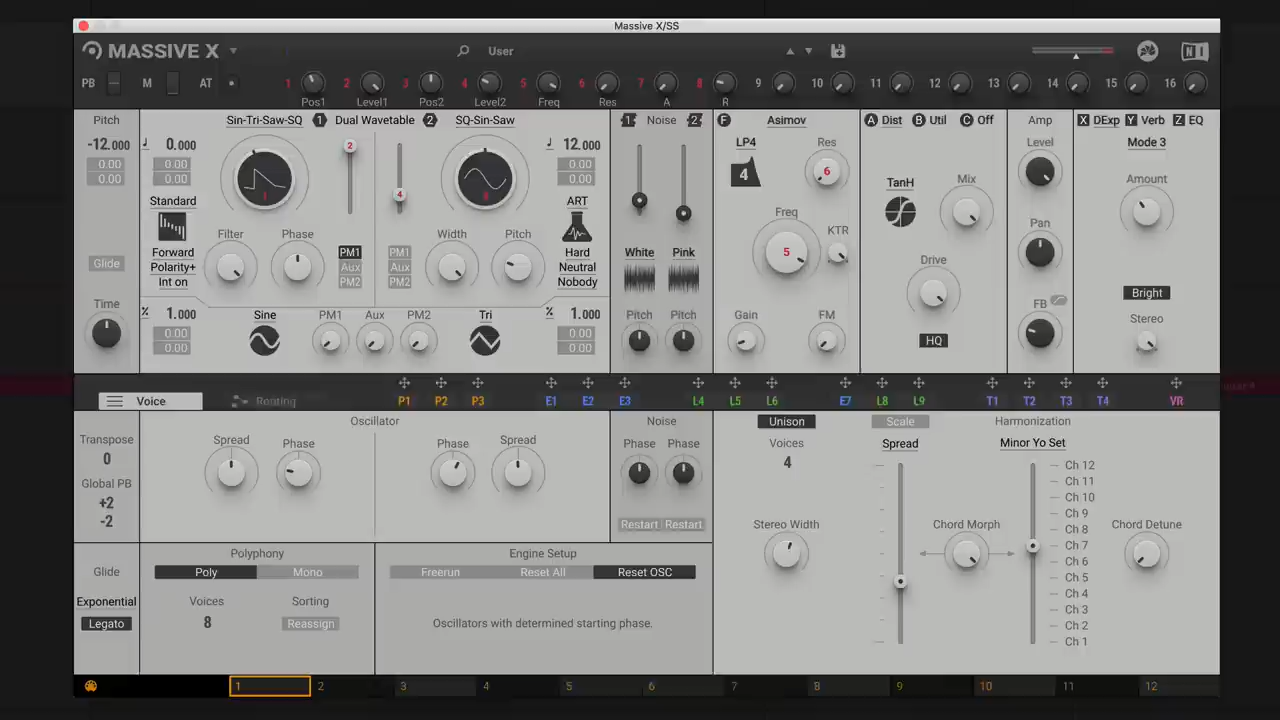 Massive X/SS
MASSIVE X
User
PB M AT 1 2 3 4 5 6 7 8 9 10 11 12 13 14 15 16
Pos1 Level1 Pos2 Level2 Freq Res A R
Pitch
-12.000
0.00
0.00
Glide
Time
Sin-Tri-Saw-SQ 1 Dual Wavetable 2 SQ-Sin-Saw
0.000
0.00
0.00
2
4
12.000
0.00
0.00
Standard
Forward
Polarity+
Int on
Filter Phase
PM1
Aux
PM2
PM1
Aux
PM2
Width Pitch
ART
Hard
Neutral
Nobody
1.000
0.00
0.00
Sine PM1 Aux PM2 Tri
1.000
0.00
0.00
1 Noise 2
White Pink
Pitch Pitch
F Asimov
LP4
4
Res
6
Freq
5
KTR
Gain FM
A Dist B Util C Off
TanH
Mix
Drive
HQ
Amp
Level
Pan
FB
X DExp Y Verb Z EQ
Mode 3
Amount
Bright
Stereo
Voice Routing P1 P2 P3 E1 E2 E3 L4 L5 L6 E7 L8 L9 T1 T2 T3 T4 VR
Transpose
0
Global PB
+2
-2
Oscillator
Spread Phase Phase Spread
Noise
Phase Phase
Restart Restart
Glide
Exponential
Legato
Polyphony
Poly Mono
Voices Sorting
8 Reassign
Engine Setup
Freerun Reset All Reset OSC
Oscillators with determined starting phase.
Unison
Voices
4
Stereo Width
Scale Harmonization
Spread Minor Yo Set
Chord Morph
Ch 12
Ch 11
Ch 10
Ch 9
Ch 8
Ch 7
Ch 6
Ch 5
Ch 4
Ch 3
Ch 2
Ch 1
Chord Detune
1 2 3 4 5 6 7 8 9 10 11 12